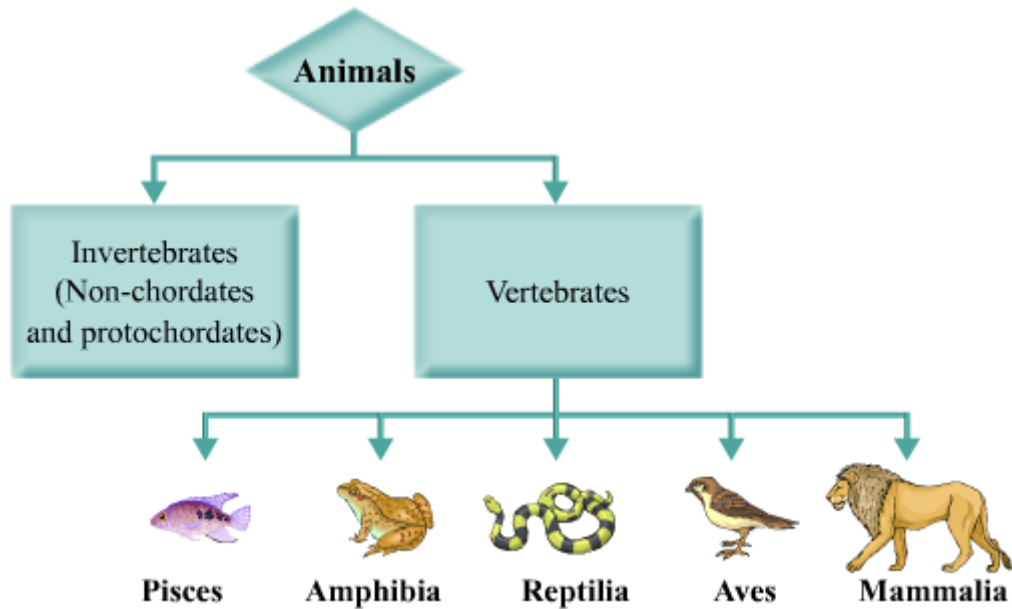 Animals
Invertebrates
(Non-chordates
and protochordates)
Vertebrates
Pisces
Amphibia
Reptilia
Aves
Mammalia